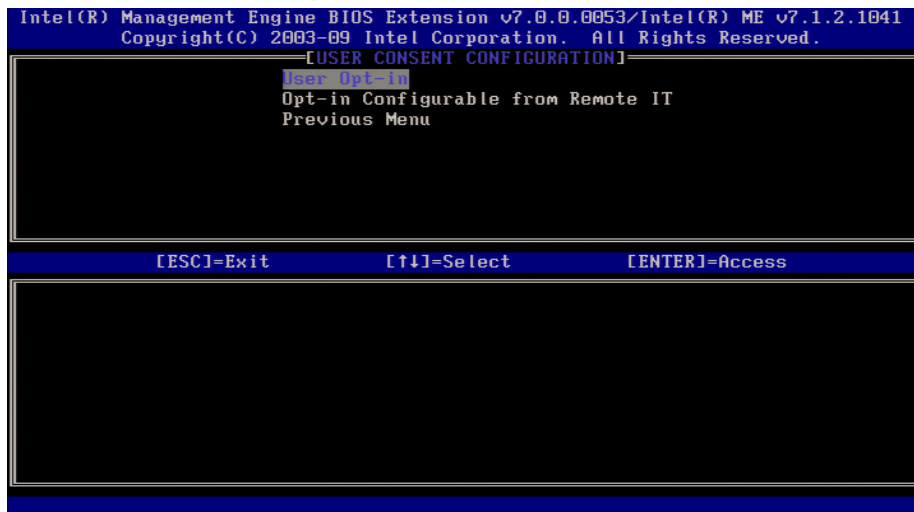 Intel(R) Management Engine BIOS Extension v7.0.0.0053/Intel(R) ME v7.1.2.1041
Copyright(C) 2003-09 Intel Corporation. All Rights Reserved.
[USER CONSENT CONFIGURATION]
User Opt-in
Opt-in Configurable from Remote IT
Previous Menu
[ESC]=Exit [↑↓]=Select [ENTER]=Access